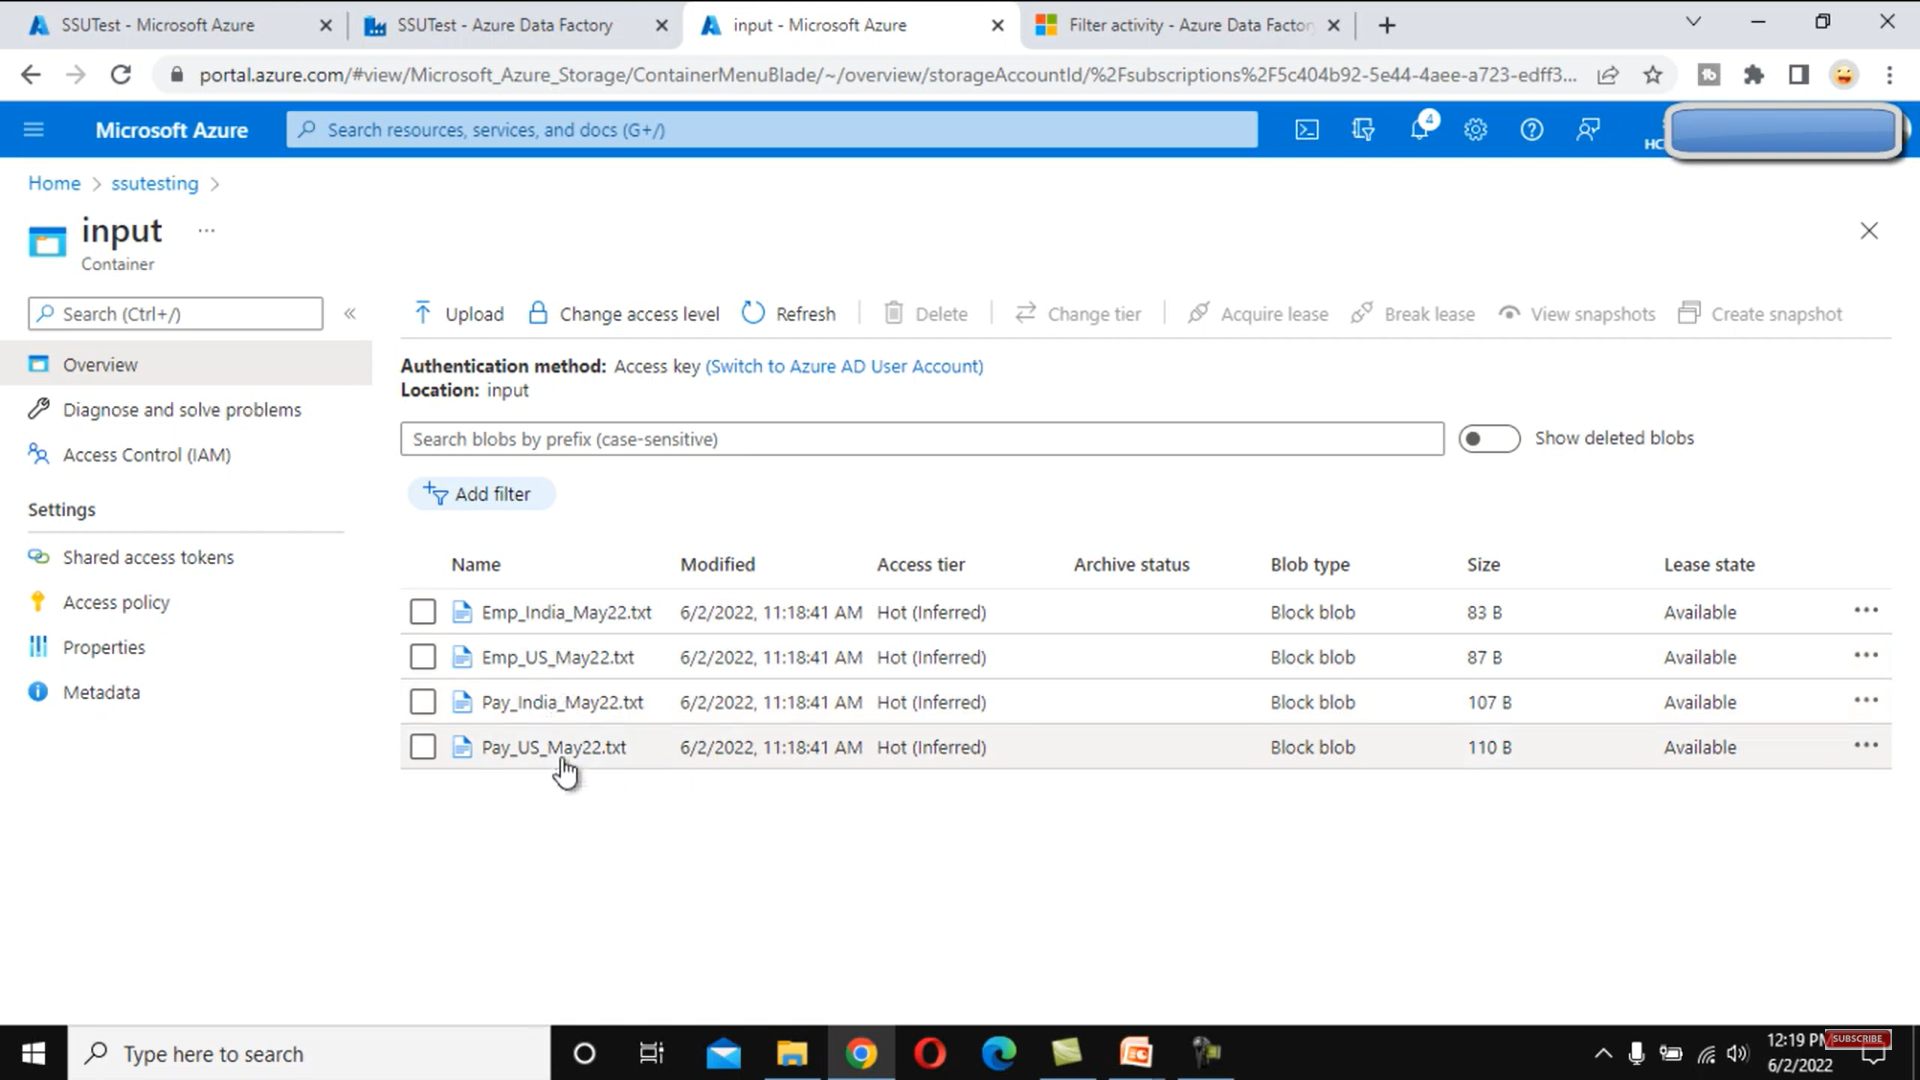 SSUTest - Microsoft Azure
SSUTest - Azure Data Factory
input - Microsoft Azure
Filter activity - Azure Data Factor
portal.azure.com/#view/Microsoft_Azure_Storage/ContainerMenuBlade/~/overview/storageAccountId/%2Fsubscriptions%2F5c404b92-5e44-4aee-a723-edff3...
Microsoft Azure
Search resources, services, and docs (G+/)
4
Home > ssutesting >
input ...
Container
Search (Ctrl+/)
«
Overview
Diagnose and solve problems
Access Control (IAM)
Settings
Shared access tokens
Access policy
Properties
Metadata
Upload Change access level Refresh Delete Change tier Acquire lease Break lease View snapshots Create snapshot
Authentication method: Access key (Switch to Azure AD User Account)
Location: input
Search blobs by prefix (case-sensitive)
Show deleted blobs
Add filter
Name Modified Access tier Archive status Blob type Size Lease state
Emp_India_May22.txt 6/2/2022, 11:18:41 AM Hot (Inferred) Block blob 83 B Available ...
Emp_US_May22.txt 6/2/2022, 11:18:41 AM Hot (Inferred) Block blob 87 B Available ...
Pay_India_May22.txt 6/2/2022, 11:18:41 AM Hot (Inferred) Block blob 107 B Available ...
Pay_US_May22.txt 6/2/2022, 11:18:41 AM Hot (Inferred) Block blob 110 B Available ...
Type here to search
12:19 PM
6/2/2022
SUBSCRIBE